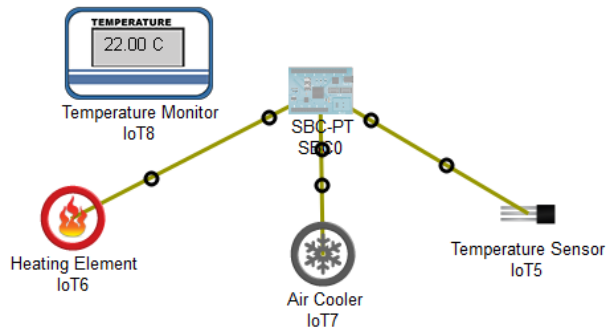 TEMPERATURE
22.00 C
Temperature Monitor
IoT8
SBC-PT
SBC0
Heating Element
IoT6
Air Cooler
IoT7
Temperature Sensor
IoT5